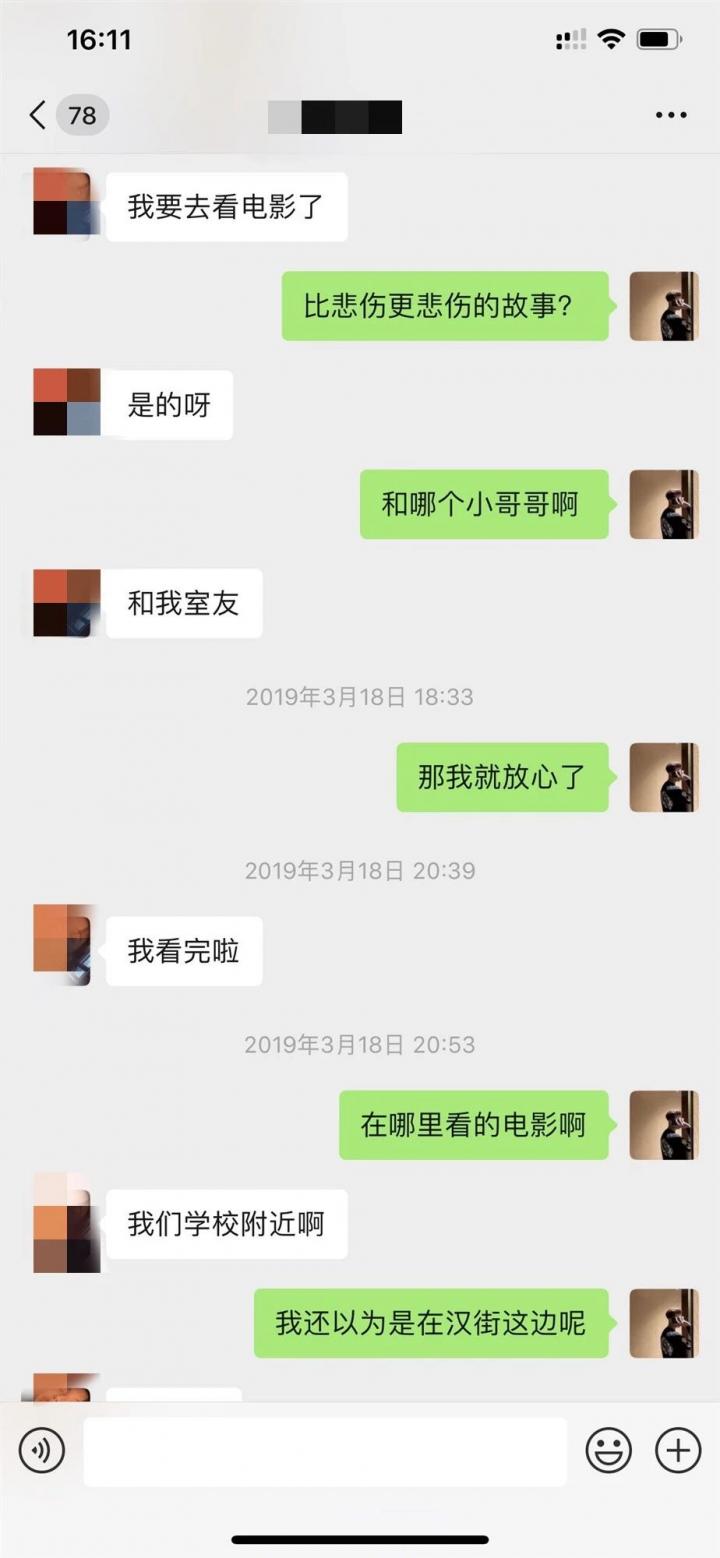 16:11
78
我要去看电影了
比悲伤更悲伤的故事?
是的呀
和哪个小哥哥啊
和我室友
2019年3月18日 18:33
那我就放心了
2019年3月18日 20:39
我看完啦
2019年3月18日 20:53
在哪里看的电影啊
我们学校附近啊
我还以为是在汉街这边呢